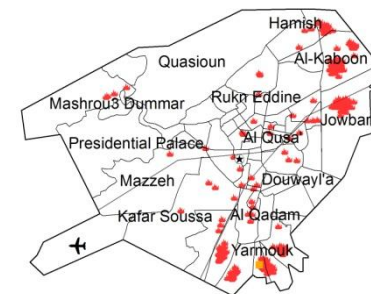 Hamish
Quasioun
Al-Kaboon
Mashrou3 Dummar
Rukn Eddine
Jowbar
Presidential Palace
Al Qusa'
Mazzeh
Douwayl'a
Kafar Soussa
Al Qadam
Yarmouk